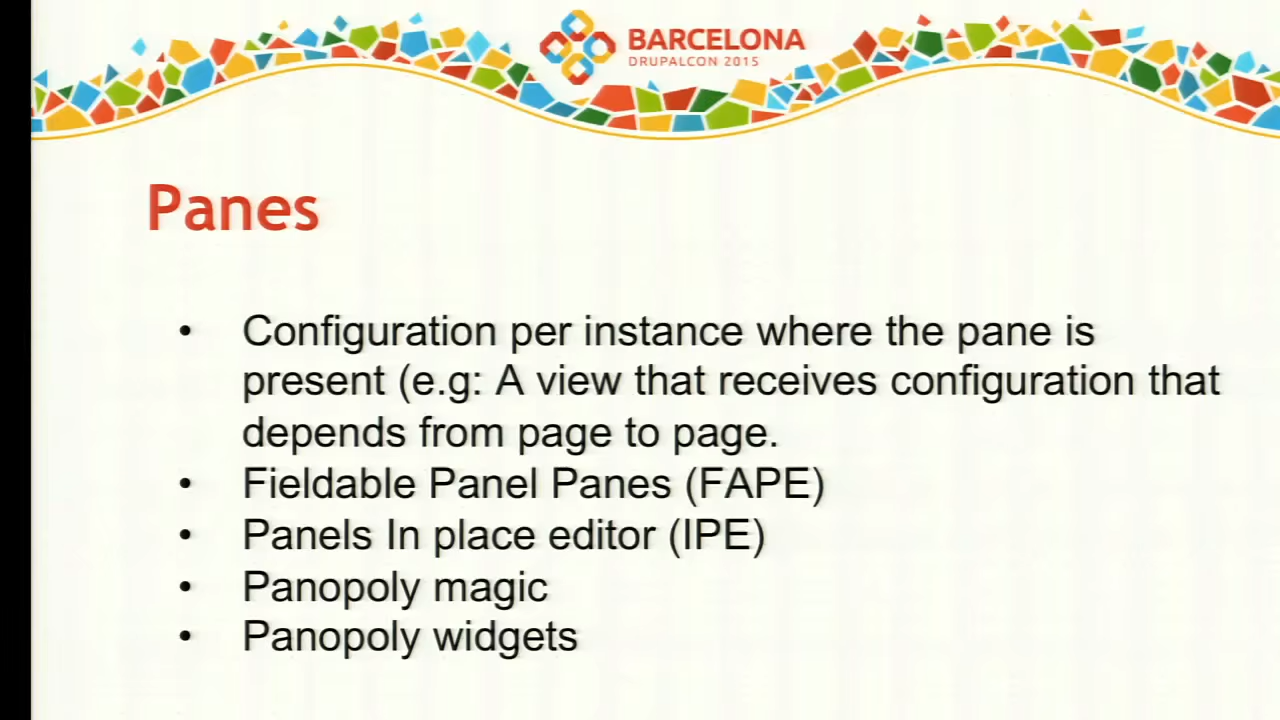 BARCELONA
DRUPALCON 2015
Panes
• Configuration per instance where the pane is
present (e.g: A view that receives configuration that
depends from page to page.
• Fieldable Panel Panes (FAPE)
• Panels In place editor (IPE)
• Panopoly magic
• Panopoly widgets